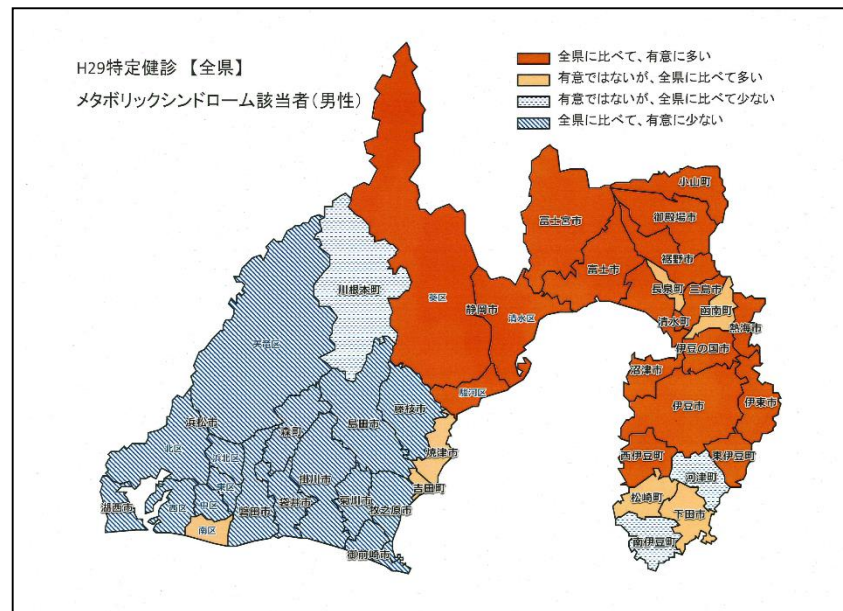 H29特定健診 【全県】
メタボリックシンドローム該当者(男性)
全県に比べて、有意に多い
有意ではないが、全県に比べて多い
有意ではないが、全県に比べて少ない
全県に比べて、有意に少ない
小山町
御殿場市
富士宮市
裾野市
富士市
長泉町
三島市
函南町
清水町
熱海市
伊豆の国市
沼津市
伊豆市
伊東市
西伊豆町
東伊豆町
河津町
松崎町
下田市
南伊豆町
川根本町
葵区
静岡市
清水区
駿河区
天竜区
浜松市
北区
浜北区
東区
中区
西区
南区
湖西市
森町
島田市
藤枝市
焼津市
吉田町
掛川市
菊川市
牧之原市
袋井市
磐田市
御前崎市